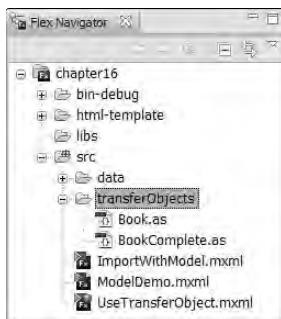 Flex Navigator
chapter16
bin-debug
html-template
libs
src
data
transferObjects
Book.as
BookComplete.as
ImportWithModel.mxml
ModelDemo.mxml
UseTransferObject.mxml